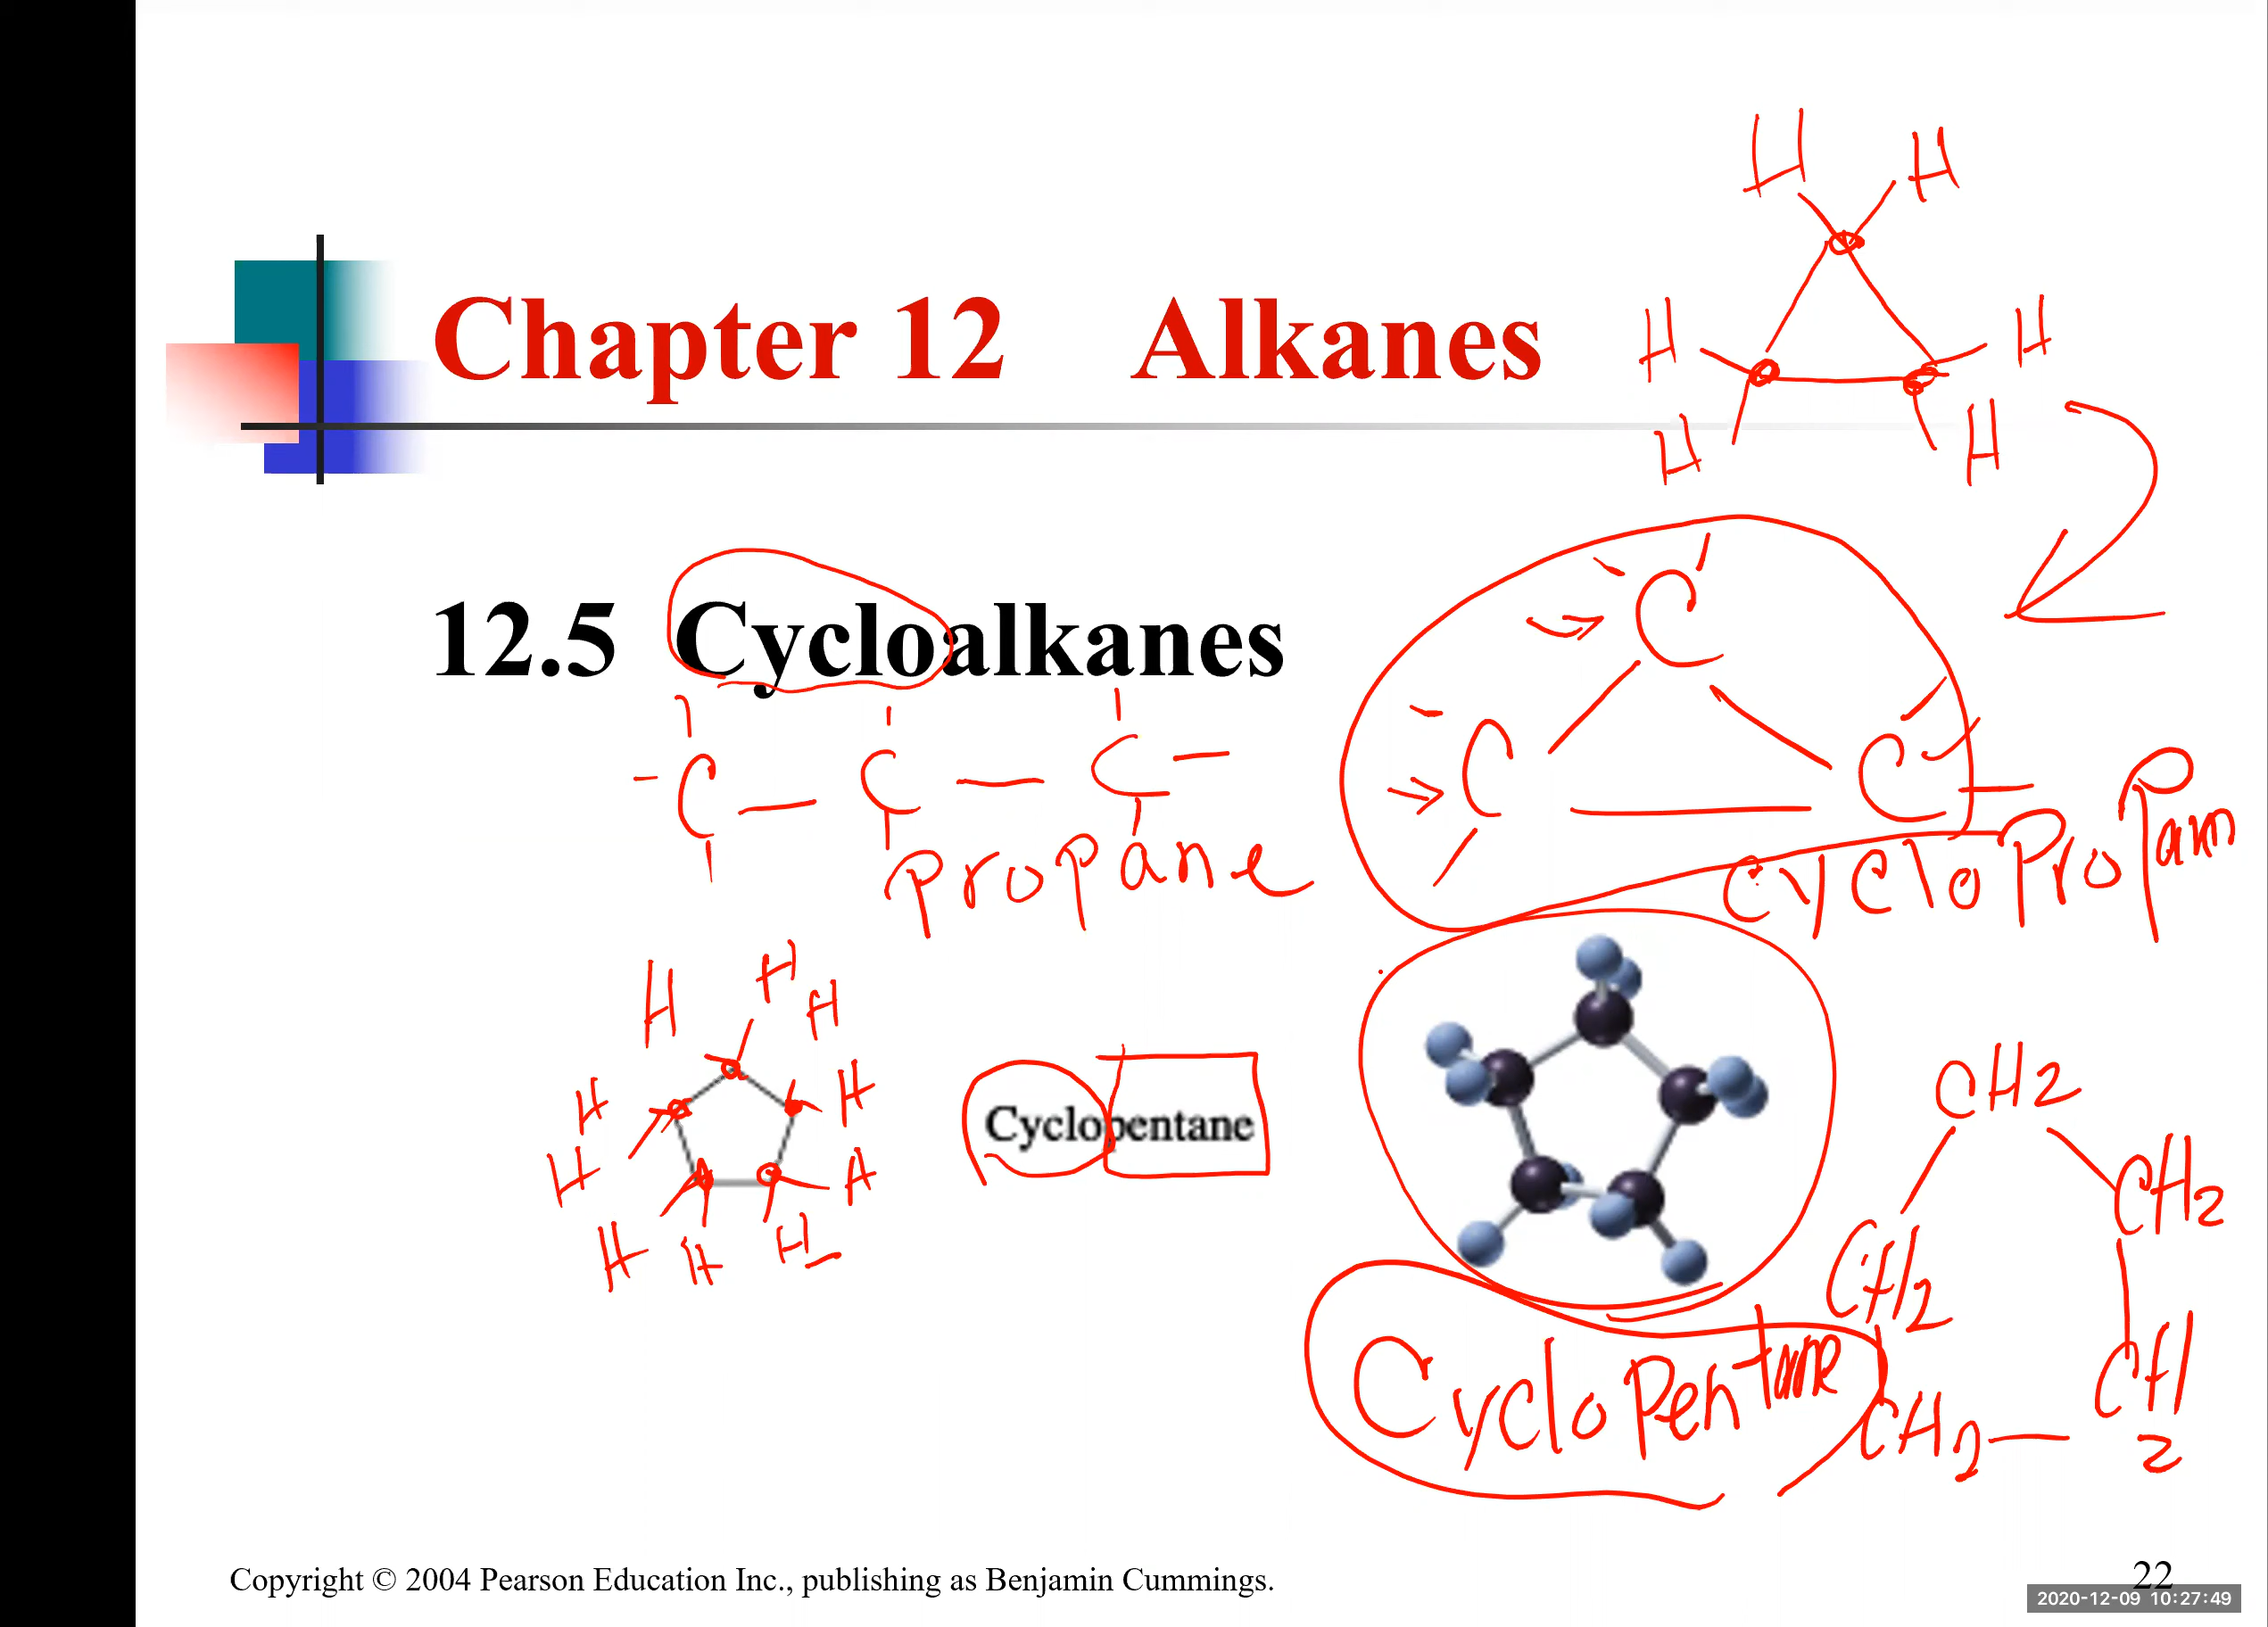 H H
Chapter 12 Alkanes
H H
H H
12.5 Cycloalkanes
C
C C
C - C - C
Propane
CycloPropan
H H H
H H
H H
H H H
Cyclopentane
CH2
CH2
CH2
CH2
CH2
CycloPentane
Copyright © 2004 Pearson Education Inc., publishing as Benjamin Cummings.
22
2020-12-09 10:27:49